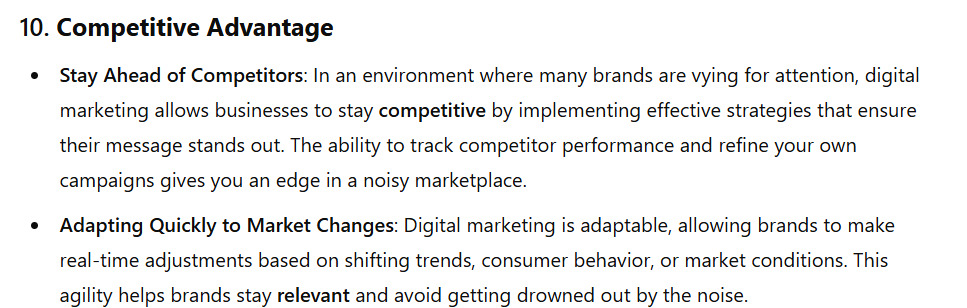 10. Competitive Advantage
• Stay Ahead of Competitors: In an environment where many brands are vying for attention, digital
marketing allows businesses to stay competitive by implementing effective strategies that ensure
their message stands out. The ability to track competitor performance and refine your own
campaigns gives you an edge in a noisy marketplace.
• Adapting Quickly to Market Changes: Digital marketing is adaptable, allowing brands to make
real-time adjustments based on shifting trends, consumer behavior, or market conditions. This
agility helps brands stay relevant and avoid getting drowned out by the noise.